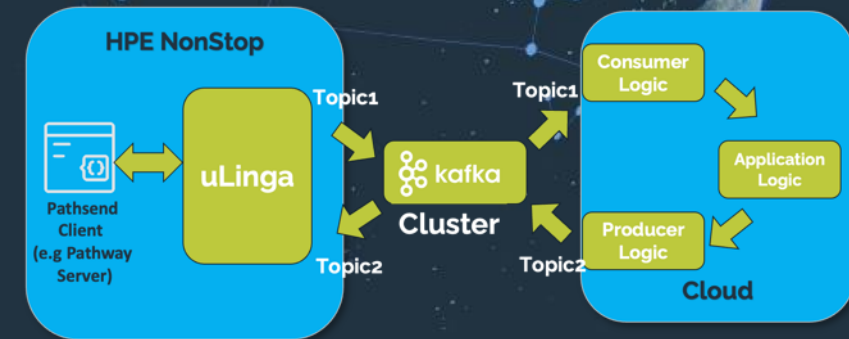 HPE NonStop
Pathsend
Client
(e.g Pathway
Server)
uLinga
Topic1
Topic2
kafka
Cluster
Topic1
Topic2
Consumer
Logic
Application
Logic
Producer
Logic
Cloud